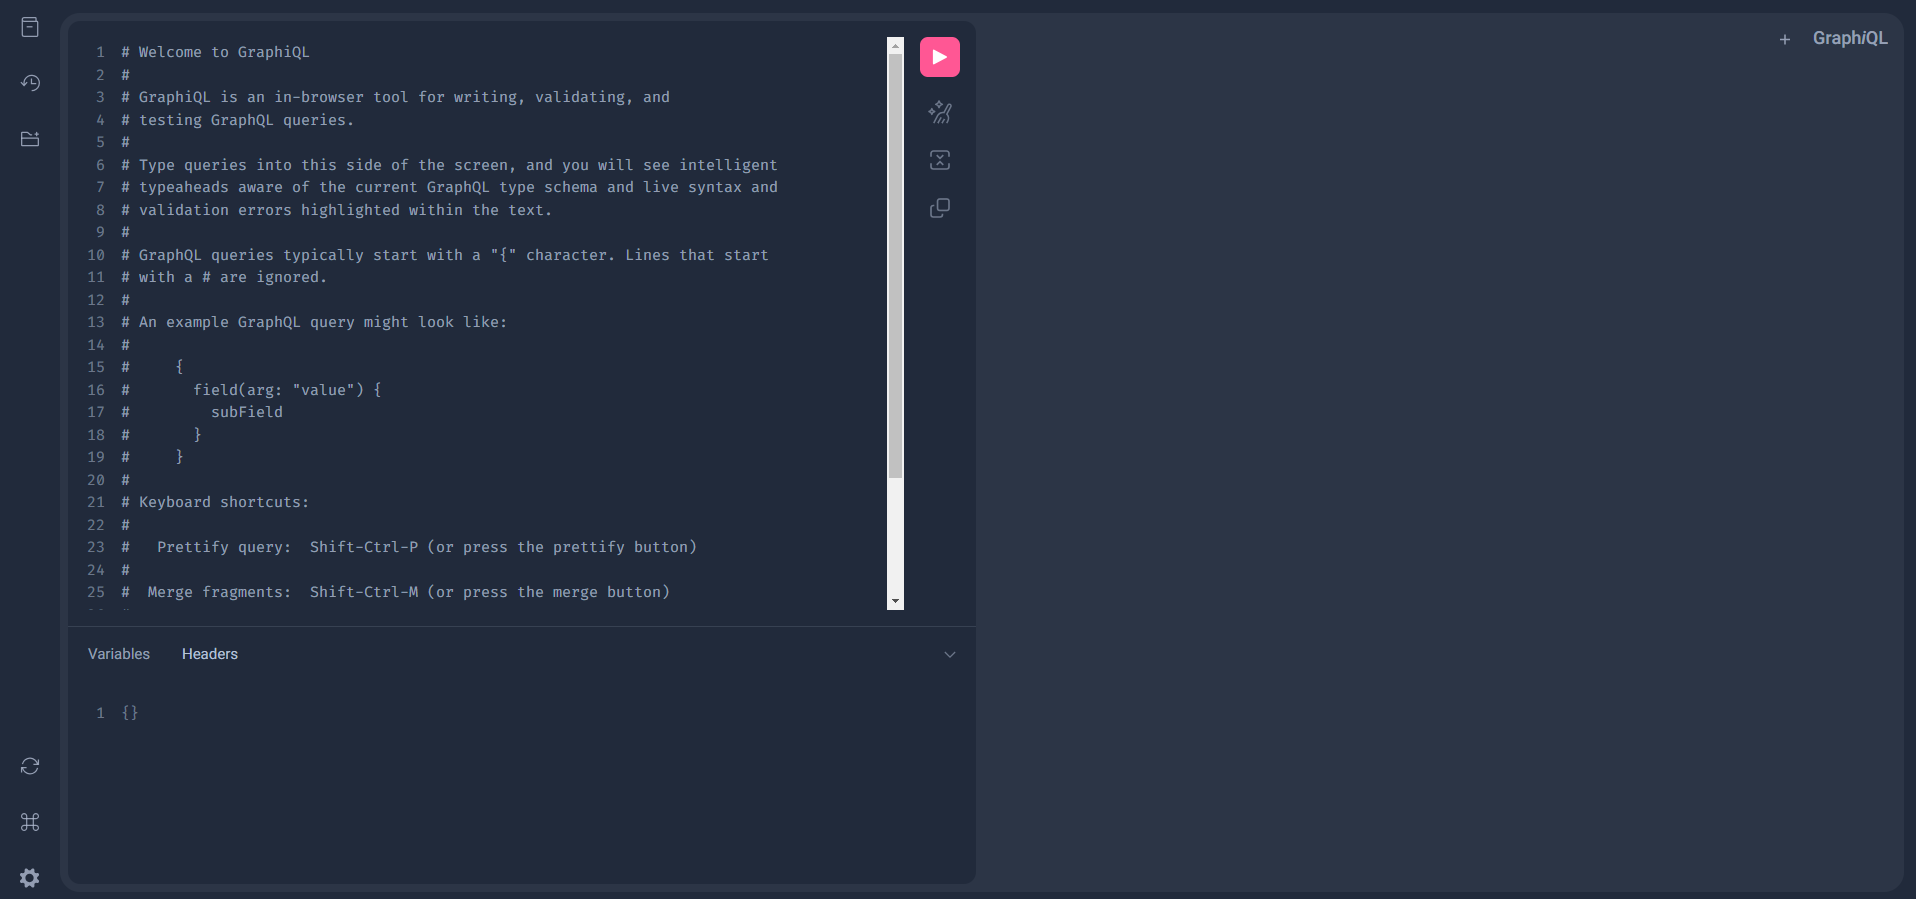 + GraphiQL
1 # Welcome to GraphiQL
2 #
3 # GraphiQL is an in-browser tool for writing, validating, and
4 # testing GraphQL queries.
5 #
6 # Type queries into this side of the screen, and you will see intelligent
7 # typeaheads aware of the current GraphQL type schema and live syntax and
8 # validation errors highlighted within the text.
9 #
10 # GraphQL queries typically start with a "{" character. Lines that start
11 # with a # are ignored.
12 #
13 # An example GraphQL query might look like:
14 #
15 #     {
16 #       field(arg: "value") {
17 #         subField
18 #       }
19 #     }
20 #
21 # Keyboard shortcuts:
22 #
23 #   Prettify query:  Shift-Ctrl-P (or press the prettify button)
24 #
25 #  Merge fragments:  Shift-Ctrl-M (or press the merge button)
Variables Headers
1 {}